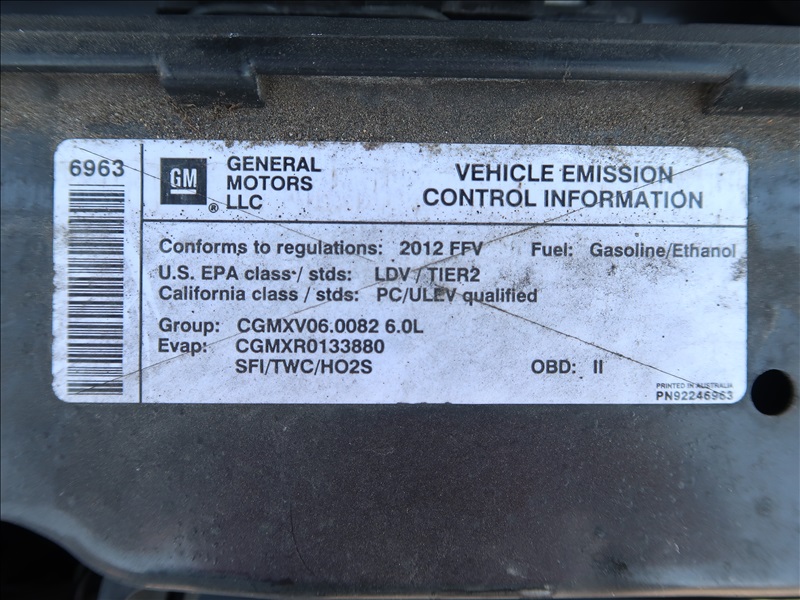 6963
GM
®
GENERAL
MOTORS
LLC
VEHICLE EMISSION
CONTROL INFORMATION
Conforms to regulations: 2012 FFV Fuel: Gasoline/Ethanol
U.S. EPA class / stds: LDV / TIER2
California class / stds: PC/ULEV qualified
Group: CGMXV06.0082 6.0L
Evap: CGMXR0133880
SFI/TWC/HO2S OBD: II
PRINTED IN AUSTRALIA
PN92246963